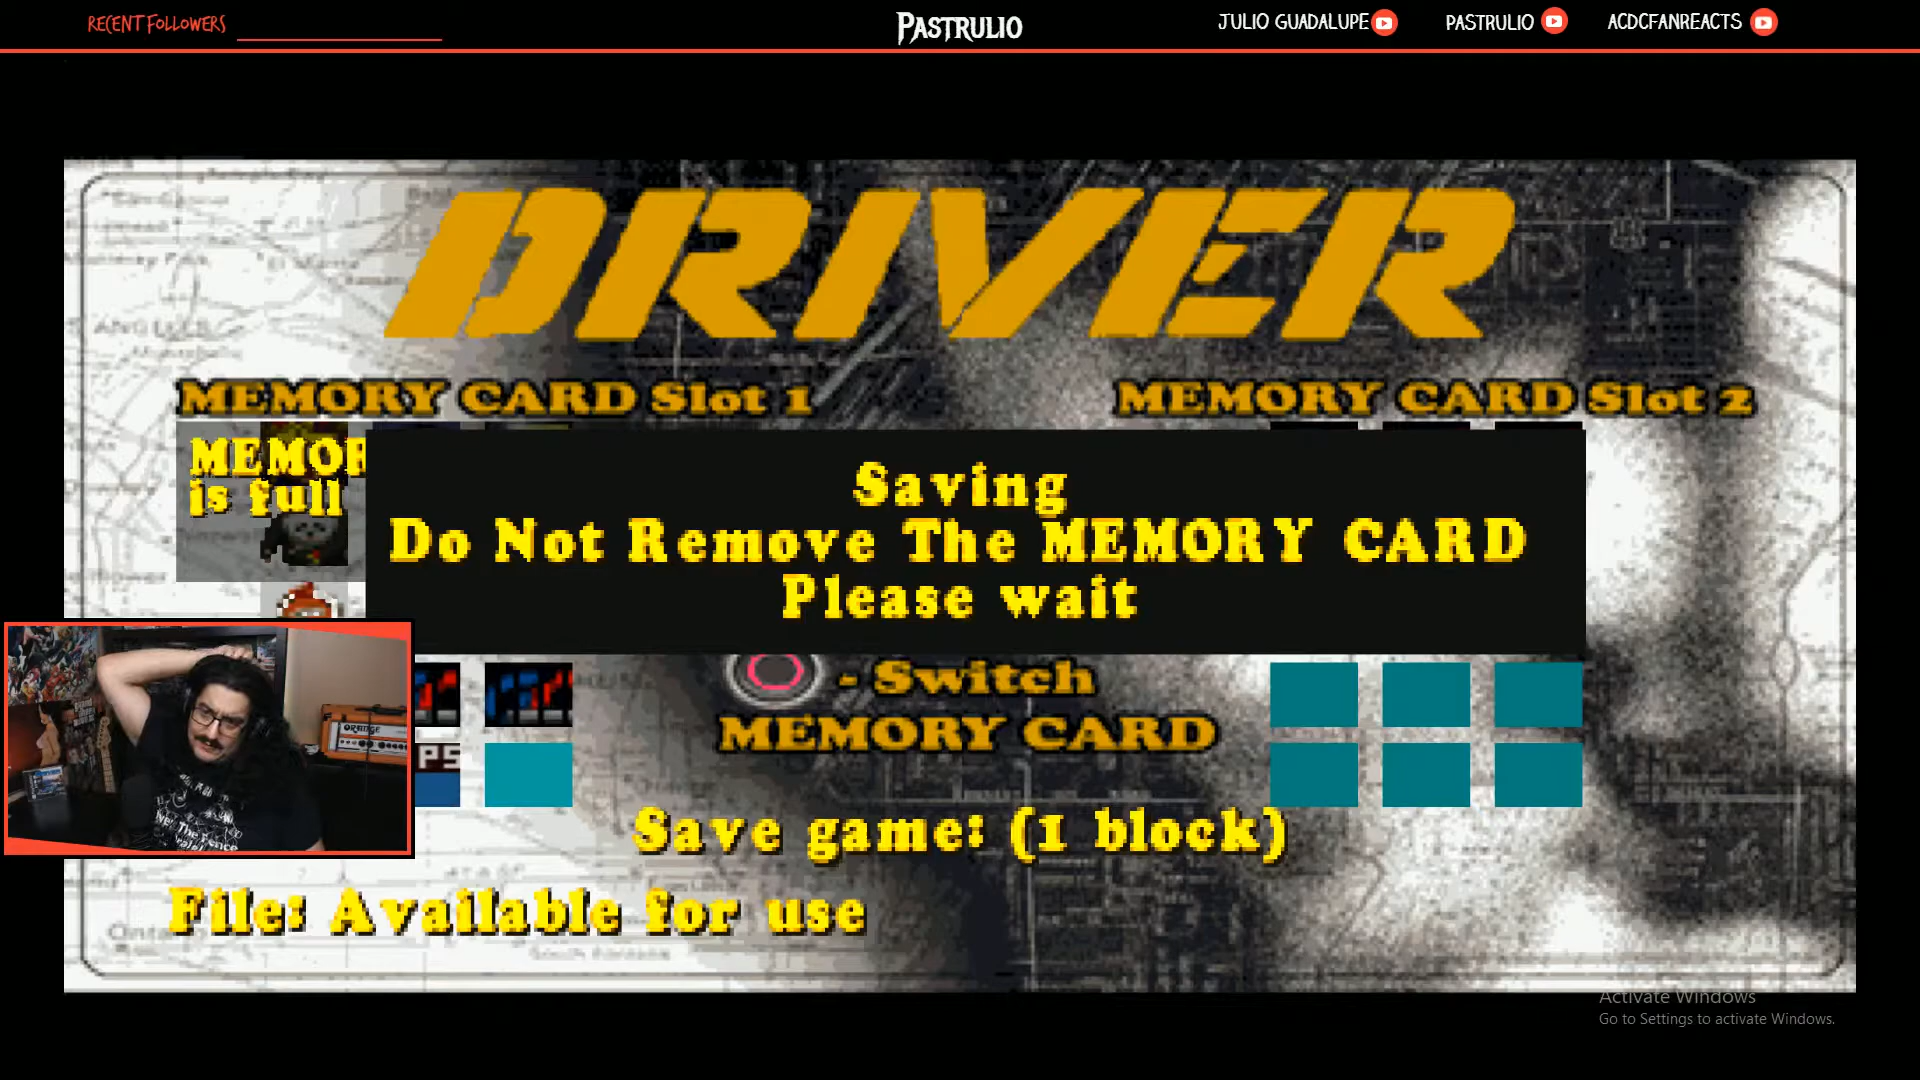 RECENT FOLLOWERS
PASTRULIO
JULIO GUADALUPE
PASTRULIO
ACDCFANREACTS
DRIVER
MEMORY CARD Slot 1
MEMORY CARD Slot 2
is full
Saving
Do Not Remove The MEMORY CARD
Please wait
- Switch
MEMORY CARD
PS
Save game: (1 block)
File: Available for use
ORANGE
Activate Windows
Go to Settings to activate Windows.